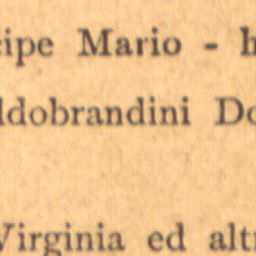 cipe Mario - h
ldobrandini Do
Virginia ed altr